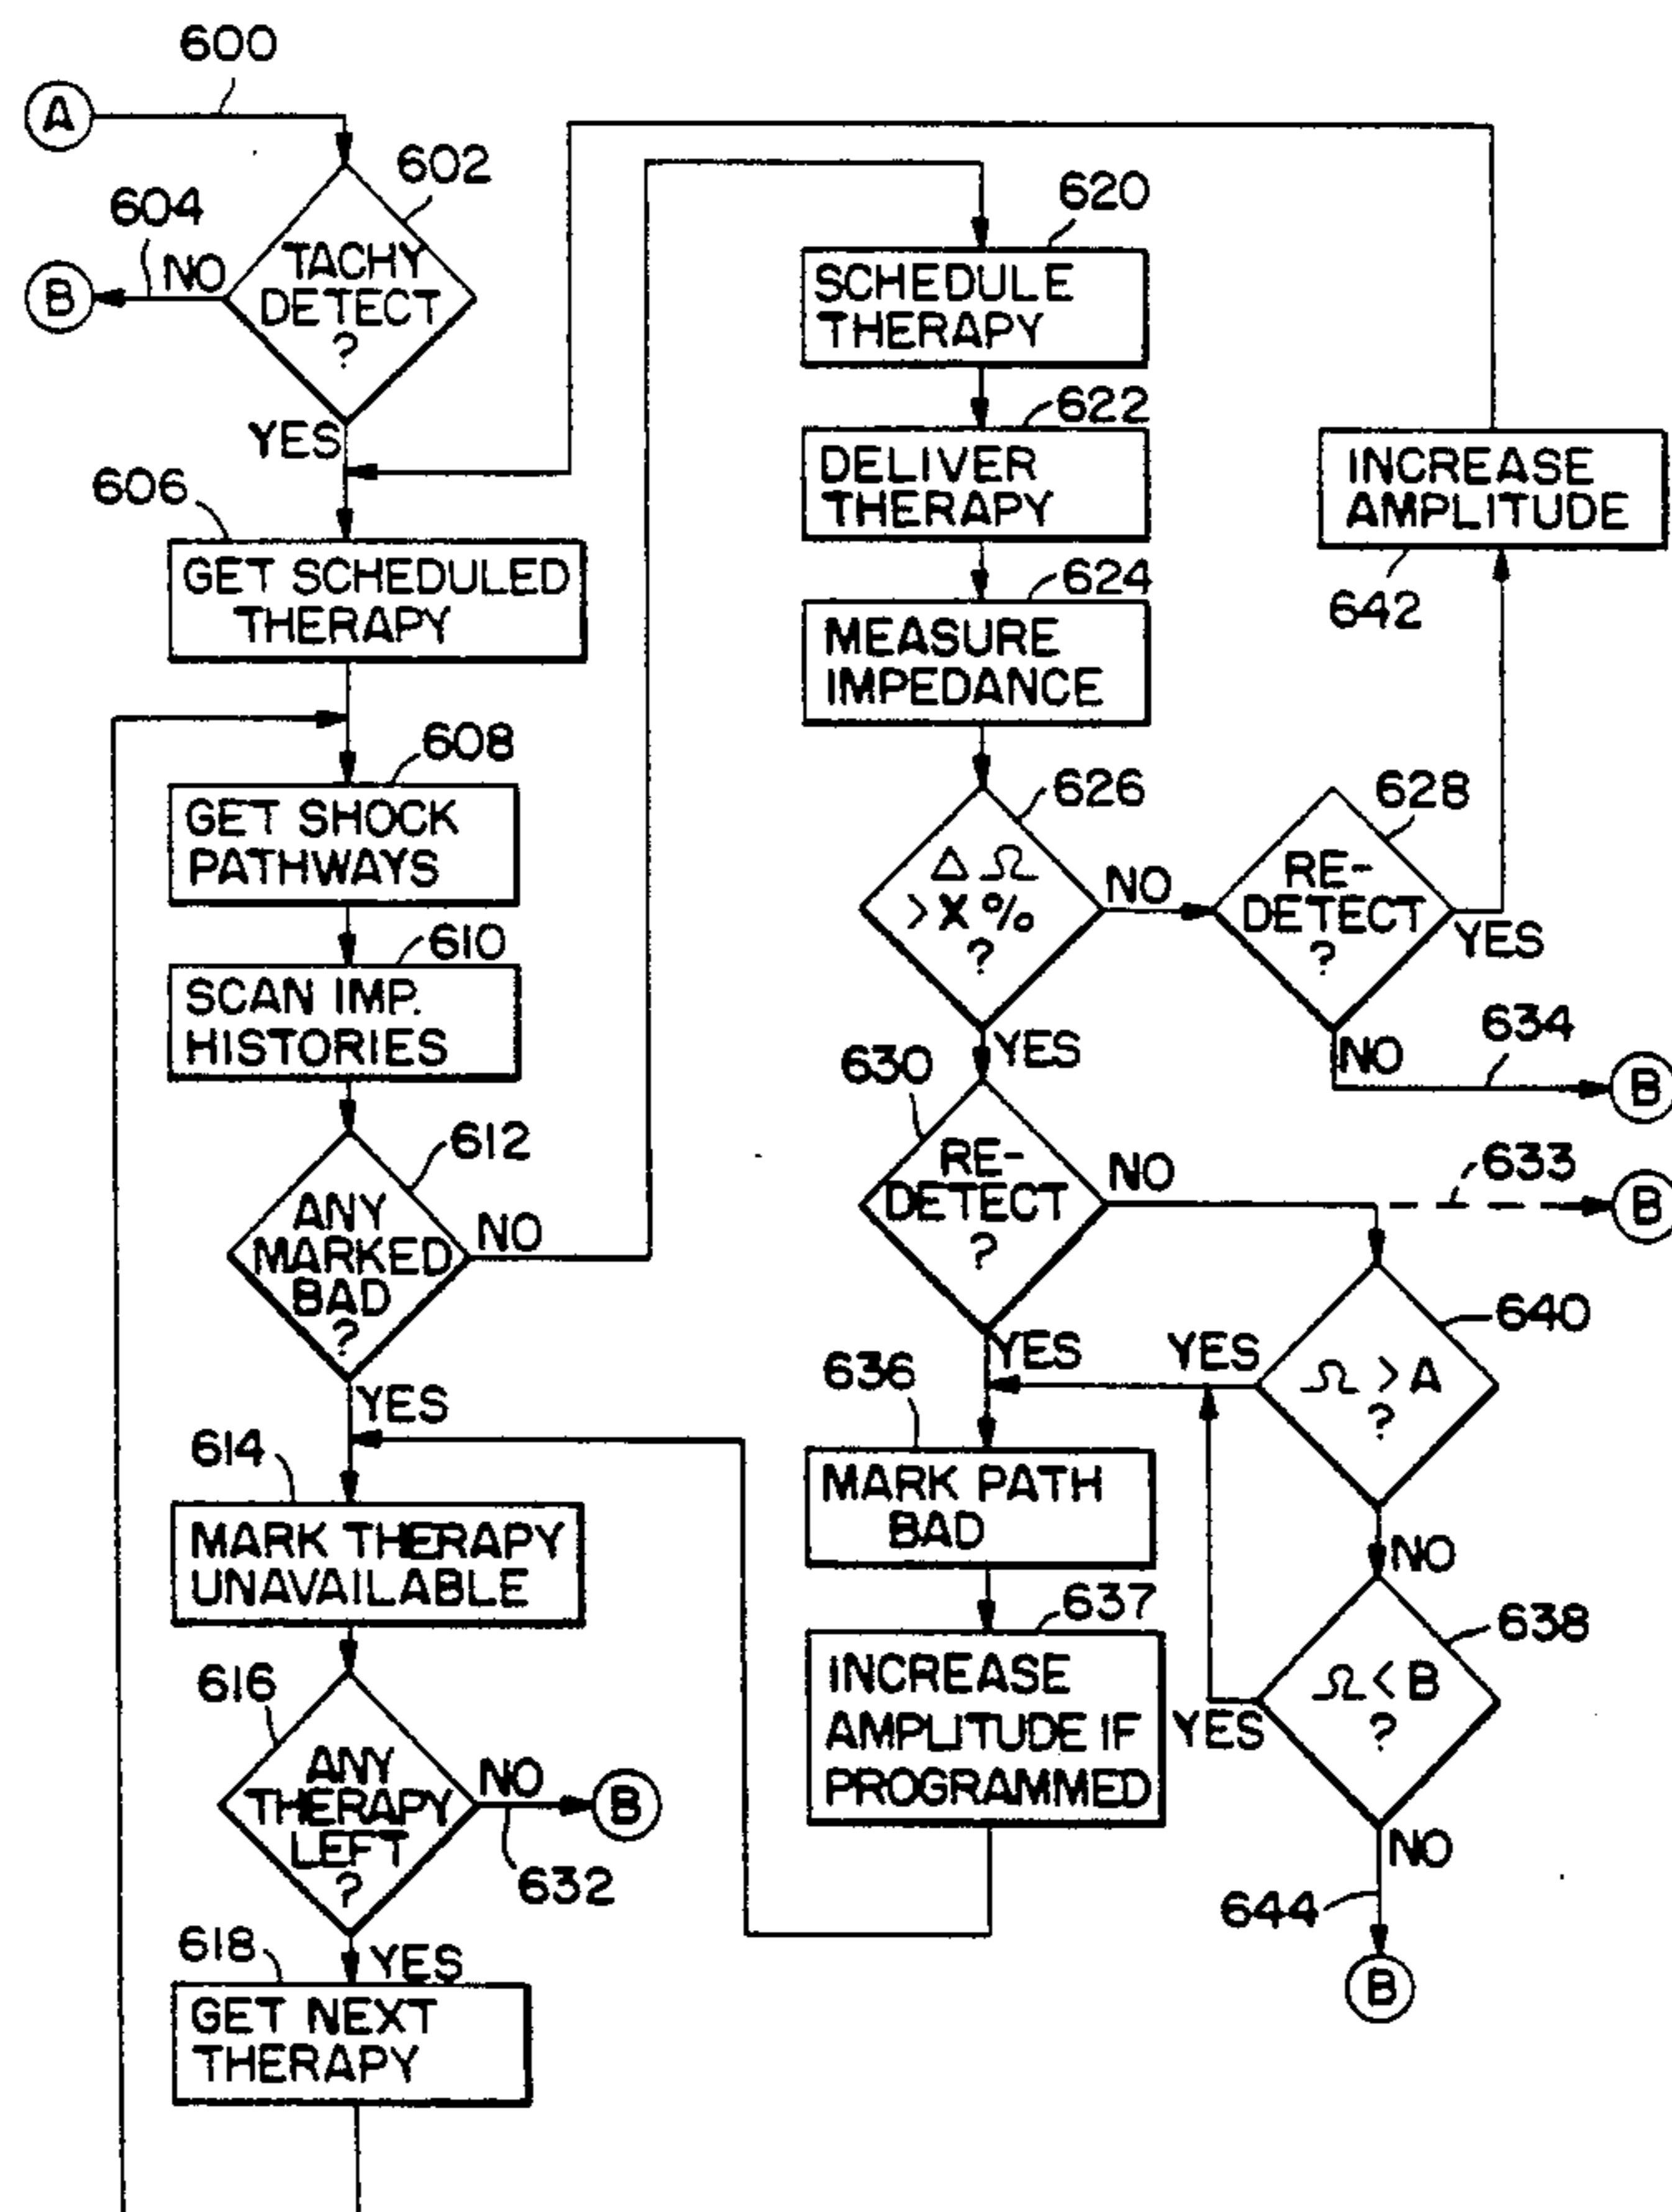 600
A
602
604
NO
B
TACHY
DETECT
?
YES
606
GET SCHEDULED
THERAPY
608
GET SHOCK
PATHWAYS
610
SCAN IMP.
HISTORIES
612
ANY
MARKED
BAD
?
NO
YES
614
MARK THERAPY
UNAVAILABLE
616
ANY
THERAPY
LEFT
?
NO
B
632
YES
618
GET NEXT
THERAPY
620
SCHEDULE
THERAPY
622
DELIVER
THERAPY
624
MEASURE
IMPEDANCE
626
Δ Ω
> X %
?
NO
YES
628
RE-
DETECT
?
YES
NO
634
B
INCREASE
AMPLITUDE
642
630
RE-
DETECT
?
NO
633
B
YES
640
Ω > A
?
YES
NO
636
MARK PATH
BAD
637
INCREASE
AMPLITUDE IF
PROGRAMMED
638
Ω < B
?
YES
NO
644
B